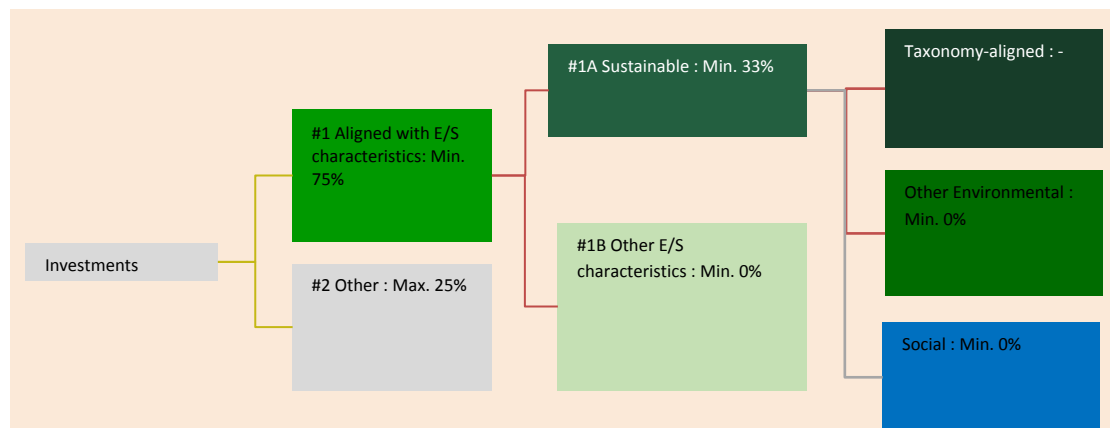 Investments
#1 Aligned with E/S
characteristics: Min.
75%
#2 Other : Max. 25%
#1A Sustainable : Min. 33%
#1B Other E/S
characteristics : Min. 0%
Taxonomy-aligned : -
Other Environmental :
Min. 0%
Social : Min. 0%